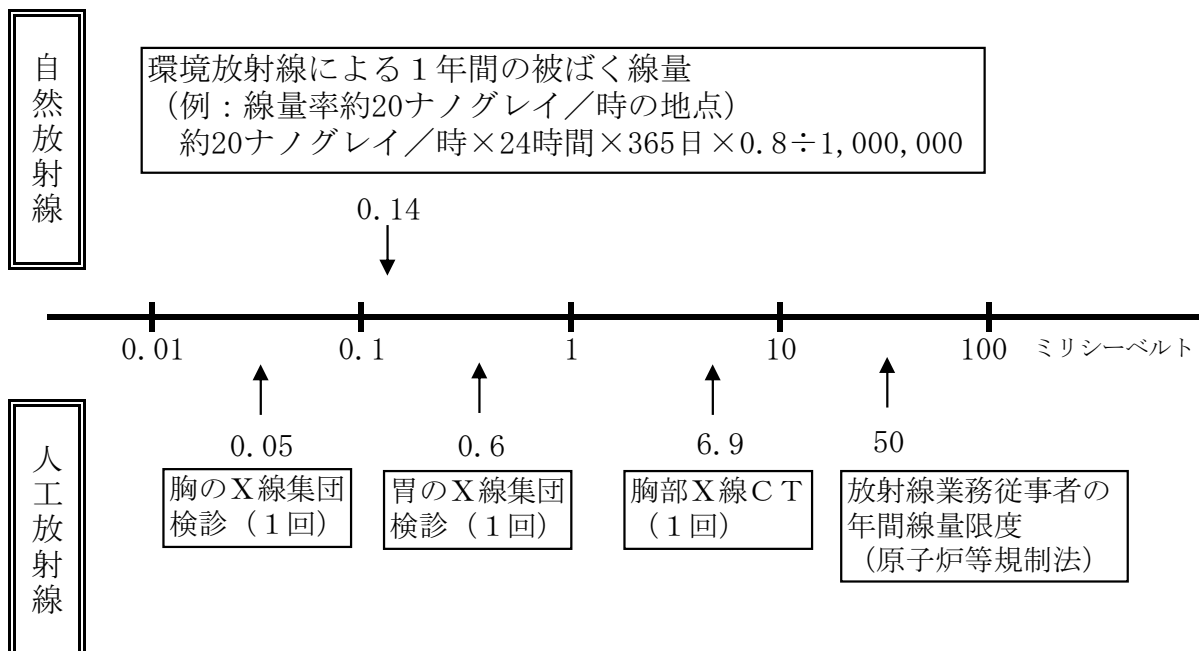 自然放射線
環境放射線による１年間の被ばく線量
（例：線量率約20ナノグレイ／時の地点）
約20ナノグレイ／時×24時間×365日×0.8÷1,000,000
0.14
0.01 0.1 1 10 100 ミリシーベルト
人工放射線
0.05
胸のＸ線集団
検診（１回）
0.6
胃のＸ線集団
検診（１回）
6.9
胸部Ｘ線ＣＴ
（１回）
50
放射線業務従事者の
年間線量限度
（原子炉等規制法）